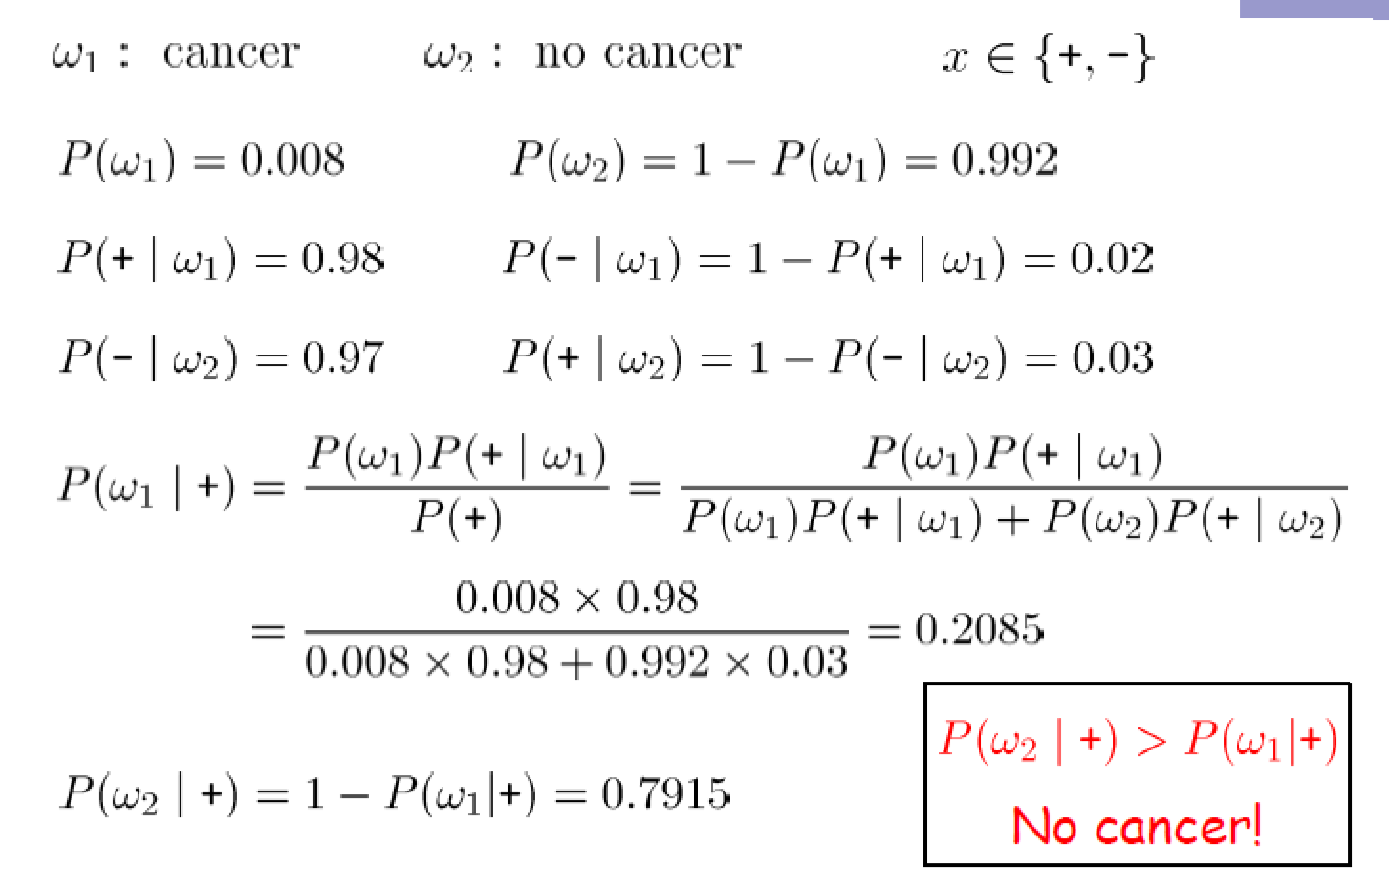 ω₁ : cancer ω₂ : no cancer x ∈ {+, -}
P(ω₁) = 0.008 P(ω₂) = 1 − P(ω₁) = 0.992
P(+ | ω₁) = 0.98 P(- | ω₁) = 1 − P(+ | ω₁) = 0.02
P(- | ω₂) = 0.97 P(+ | ω₂) = 1 − P(- | ω₂) = 0.03
P(ω₁ | +) = P(ω₁)P(+ | ω₁) / P(+) = P(ω₁)P(+ | ω₁) / P(ω₁)P(+ | ω₁) + P(ω₂)P(+ | ω₂)
= 0.008 × 0.98 / 0.008 × 0.98 + 0.992 × 0.03 = 0.2085
P(ω₂ | +) = 1 − P(ω₁|+) = 0.7915
P(ω₂ | +) > P(ω₁|+)
No cancer!